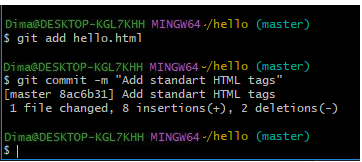 Dima@DESKTOP-KGL7KHH MINGW64 ~/hello (master)
$ git add hello.html
Dima@DESKTOP-KGL7KHH MINGW64 ~/hello (master)
$ git commit -m "Add standart HTML tags"
[master 8ac6b31] Add standart HTML tags
1 file changed, 8 insertions(+), 2 deletions(-)
Dima@DESKTOP-KGL7KHH MINGW64 ~/hello (master)
$